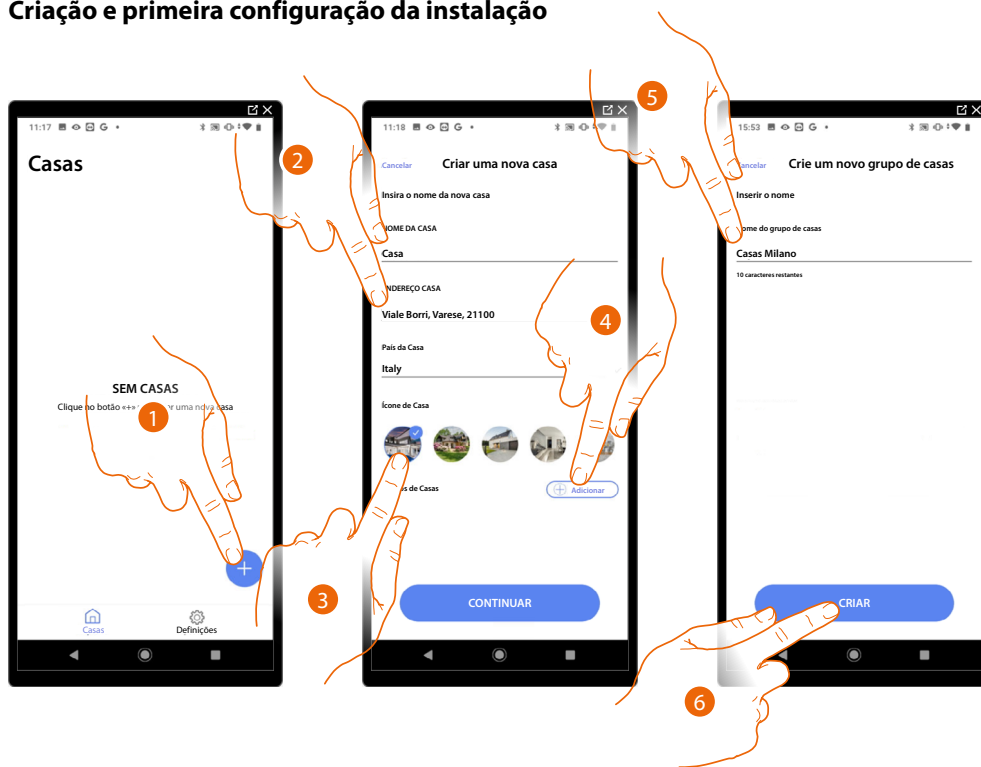 Criação e primeira configuração da instalação
11:17
Casas
SEM CASAS
Clique no botão «+» uma nova casa
1
Casas
Definições
2
11:18
Cancelar
Criar uma nova casa
Insira o nome da nova casa
NOME DA CASA
Casa
ENDEREÇO CASA
Viale Borri, Varese, 21100
País da Casa
Italy
Ícone de Casa
de Casas
Adicionar
3
4
CONTINUAR
5
15:53
Cancelar
Crie um novo grupo de casas
Inserir o nome
Nome do grupo de casas
Casas Milano
10 caracteres restantes
CRIAR
6